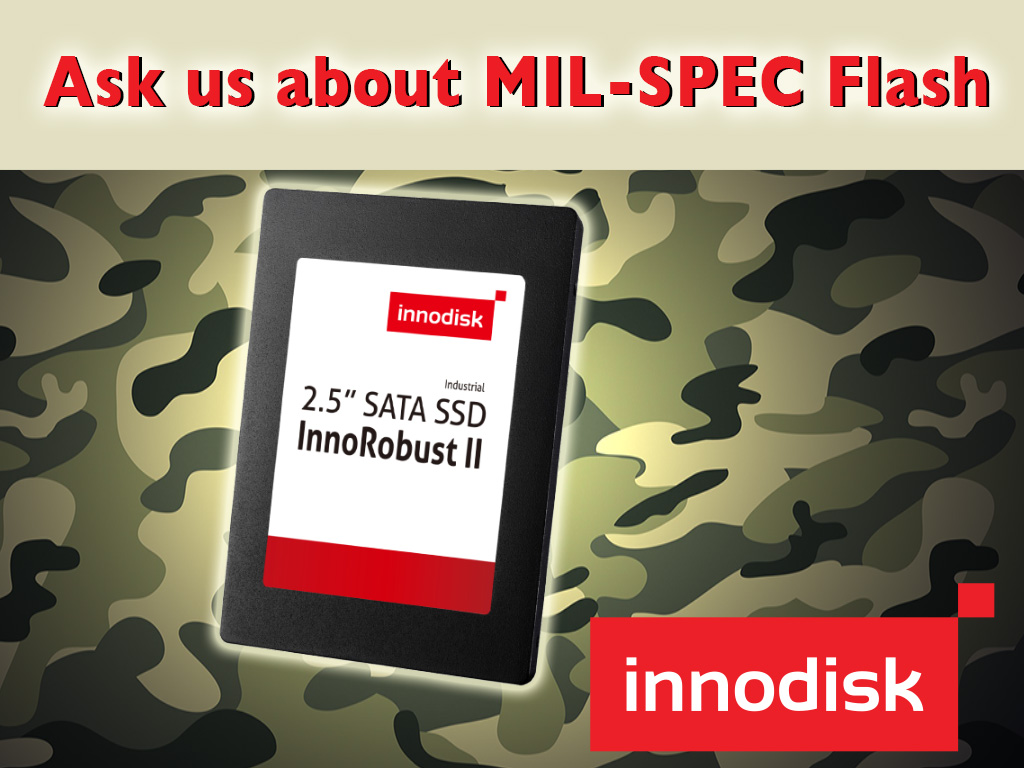 Ask us about MIL-SPEC Flash
innodisk
Industrial
2.5” SATA SSD
InnoRobust II
innodisk